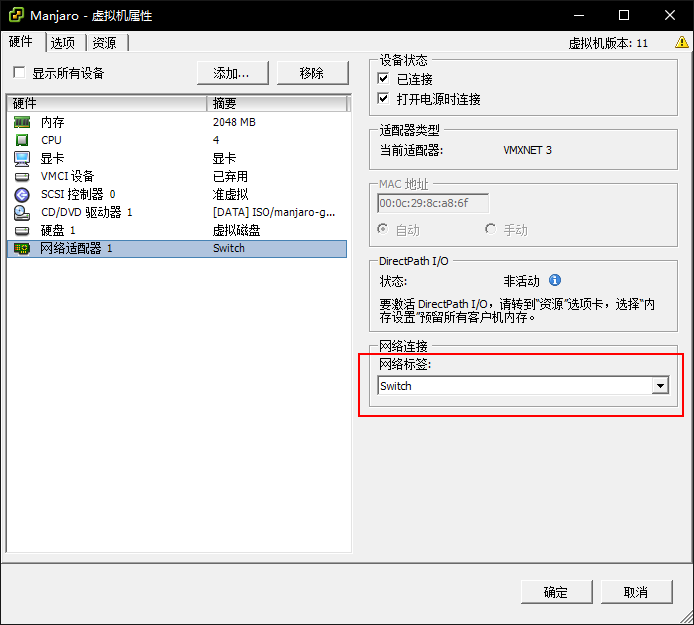 Manjaro - 虚拟机属性
硬件 选项 资源 虚拟机版本: 11
显示所有设备 添加... 移除
硬件 摘要
内存 2048 MB
CPU 4
显卡 显卡
VMCI 设备 已弃用
SCSI 控制器 0 准虚拟
CD/DVD 驱动器 1 [DATA] ISO/manjaro-g...
硬盘 1 虚拟磁盘
网络适配器 1 Switch
设备状态
已连接
打开电源时连接
适配器类型
当前适配器: VMXNET 3
MAC 地址
00:0c:29:8c:a8:6f
自动 手动
DirectPath I/O
状态: 非活动
要激活 DirectPath I/O，请转到“资源”选项卡，选择“内
存设置”预留所有客户机内存。
网络连接
网络标签:
Switch
确定 取消